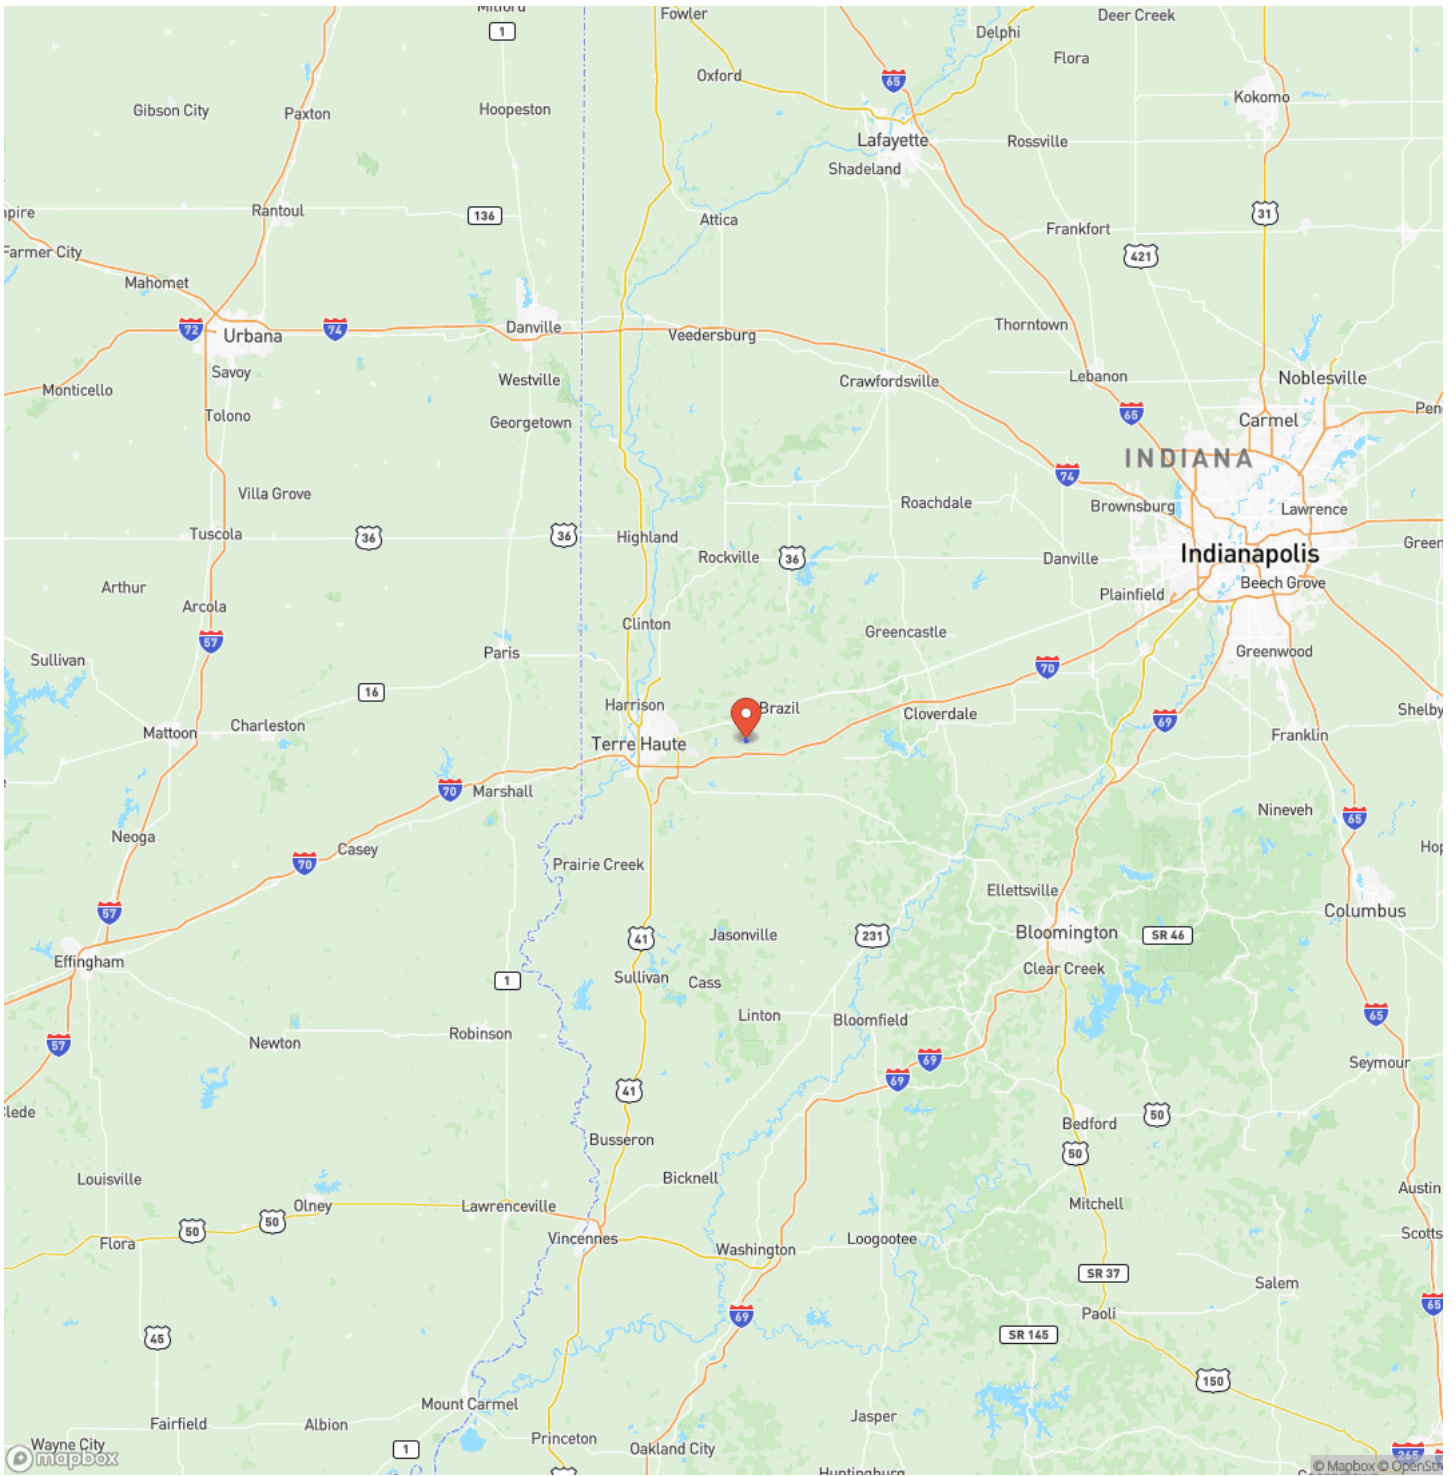 Milford
Fowler
Deer Creek
1
Delphi
Flora
Oxford
65
Gibson City
Paxton
Hoopeston
Kokomo
Lafayette
Rossville
Shadeland
Rantoul
136
Attica
31
Frankfort
421
Farmer City
Mahomet
72
Urbana
74
Danville
Veedersburg
Thorntown
Savoy
Westville
Crawfordsville
Lebanon
Noblesville
Monticello
Tolono
Georgetown
65
Carmel
INDIANA
74
Villa Grove
Roachdale
Brownsburg
Lawrence
Tuscola
36
36
Highland
Rockville
36
Danville
Indianapolis
Arthur
Plainfield
Beech Grove
Arcola
57
Clinton
Greencastle
Sullivan
Paris
70
Greenwood
16
Harrison
Brazil
Cloverdale
Mattoon
Charleston
Terre Haute
69
Franklin
70
Marshall
Nineveh
65
Neoga
Casey
70
Prairie Creek
Ellettsville
57
Columbus
Jasonville
231
Bloomington
SR 46
41
Effingham
Sullivan
Cass
Clear Creek
1
Linton
Bloomfield
65
57
Newton
Robinson
69
Seymour
69
41
50
Bedford
Busseron
50
Louisville
Bicknell
Austin
Olney
Lawrenceville
Mitchell
50
50
Flora
Vincennes
Washington
Loogootee
SR 37
Salem
69
Paoli
65
45
SR 145
150
Mount Carmel
Fairfield
Albion
Jasper
Wayne City
1
Princeton
Oakland City
265
mapbox
© Mapbox © OpenStr